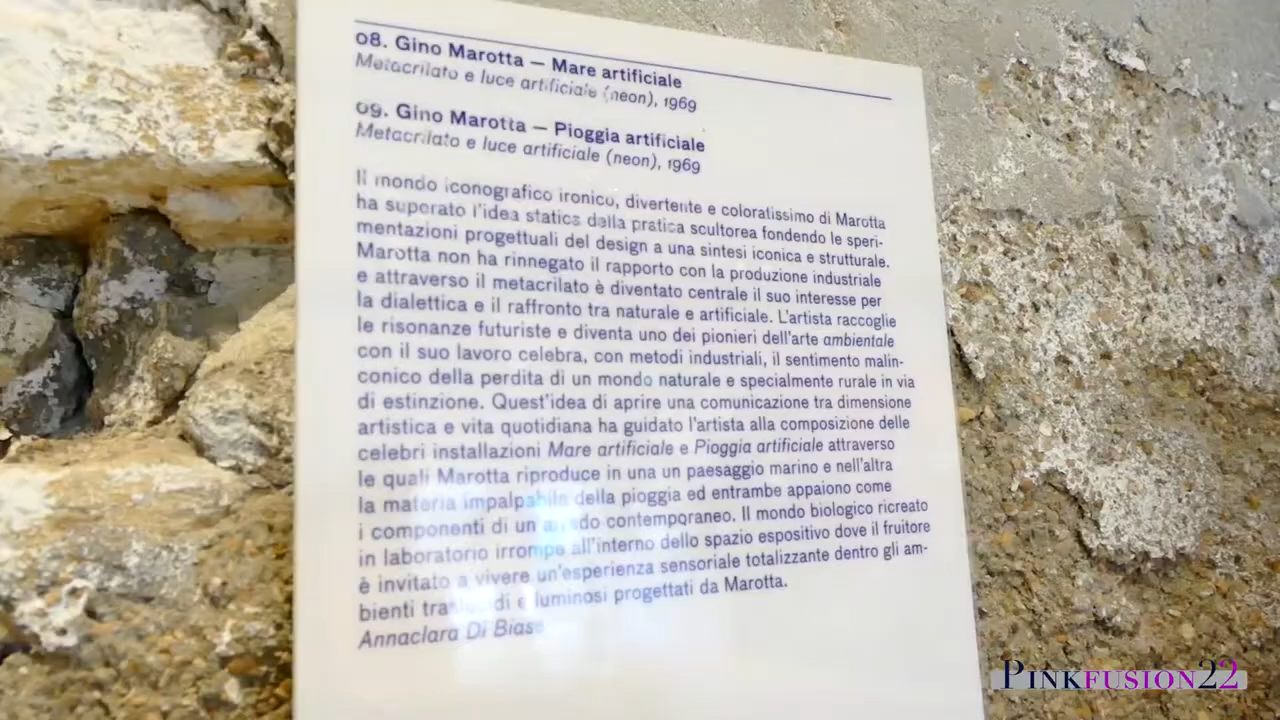 08. Gino Marotta — Mare artificiale
Metacrilato e luce artificiale (neon), 1969
09. Gino Marotta — Pioggia artificiale
Metacrilato e luce artificiale (neon), 1969
Il mondo iconografico ironico, divertente e coloratissimo di Marotta
ha superato l'idea statica della pratica scultorea fondendo le speri-
mentazioni progettuali del design a una sintesi iconica e strutturale.
Marotta non ha rinnegato il rapporto con la produzione industriale
e attraverso il metacrilato è diventato centrale il suo interesse per
la dialettica e il raffronto tra naturale e artificiale. L'artista raccoglie
le risonanze futuriste e diventa uno dei pionieri dell'arte ambientale
con il suo lavoro celebra, con metodi industriali, il sentimento malin-
conico della perdita di un mondo naturale e specialmente rurale in via
di estinzione. Quest'idea di aprire una comunicazione tra dimensione
artistica e vita quotidiana ha guidato l'artista alla composizione delle
celebri installazioni Mare artificiale e Pioggia artificiale attraverso
le quali Marotta riproduce in una un paesaggio marino e nell'altra
la materia impalpabile della pioggia ed entrambe appaiono come
i componenti di un arredo contemporaneo. Il mondo biologico ricreato
in laboratorio irrompe all'interno dello spazio espositivo dove il fruitore
è invitato a vivere un'esperienza sensoriale totalizzante dentro gli am-
bienti traslucidi e luminosi progettati da Marotta.
Annaclara Di Biase
PINKFUSION22